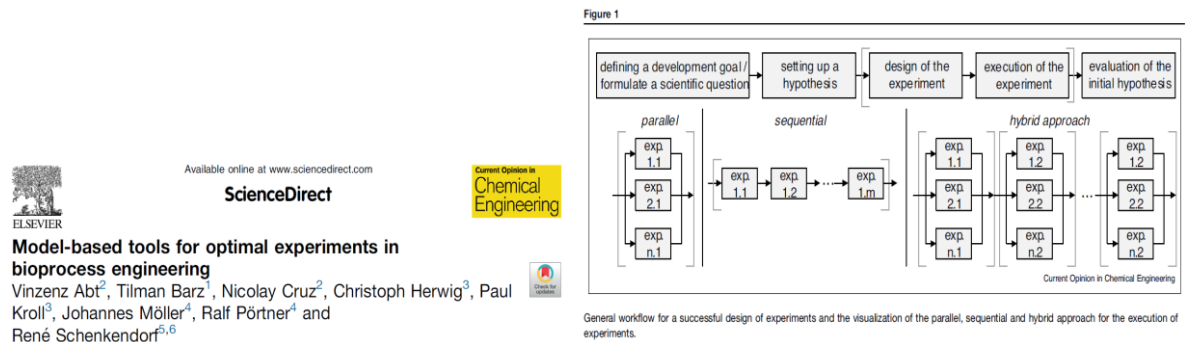 Available online at www.sciencedirect.com
ScienceDirect
Current Opinion in
Chemical
Engineering
ELSEVIER
Model-based tools for optimal experiments in
bioprocess engineering
Vinzenz Abt2, Tilman Barz1, Nicolay Cruz2, Christoph Herwig3, Paul
Kroll3, Johannes Möller4, Ralf Pörtner4 and
René Schenkendorf5,6
Check for
updates
Figure 1
defining a development goal/
formulate a scientific question
setting up a
hypothesis
design of the
experiment
execution of the
experiment
evaluation of the
initial hypothesis
parallel
sequential
hybrid approach
exp.
1.1
exp.
2.1
exp.
n.1
exp.
1.1
exp.
1.2
...
exp.
1.m
exp.
1.1
exp.
2.1
exp.
n.1
exp.
1.2
exp.
2.2
exp.
n.2
...
exp.
1.2
exp.
2.2
exp.
n.2
Current Opinion in Chemical Engineering
General workflow for a successful design of experiments and the visualization of the parallel, sequential and hybrid approach for the execution of
experiments.